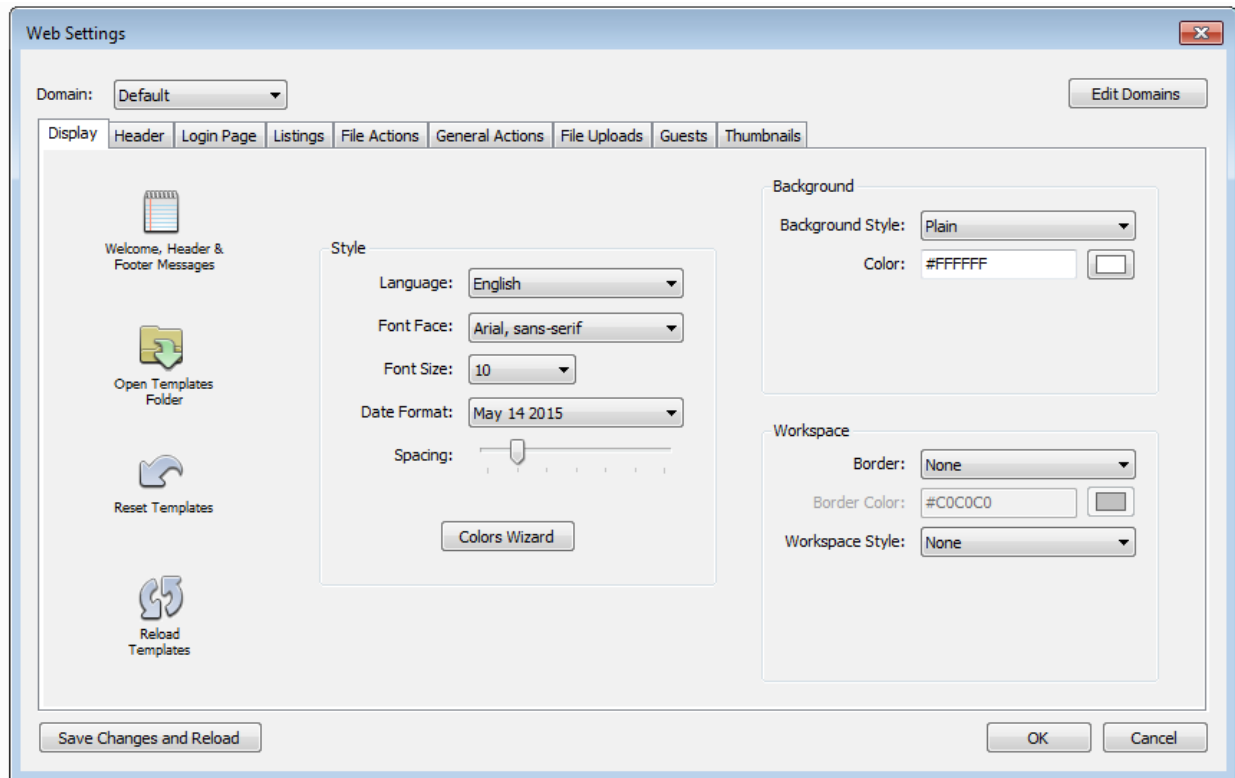 Web Settings
Domain: Default Edit Domains
Display Header Login Page Listings File Actions General Actions File Uploads Guests Thumbnails
Welcome, Header &
Footer Messages
Open Templates
Folder
Reset Templates
Reload
Templates
Style
Language: English
Font Face: Arial, sans-serif
Font Size: 10
Date Format: May 14 2015
Spacing:
Colors Wizard
Background
Background Style: Plain
Color: #FFFFFF
Workspace
Border: None
Border Color: #C0C0C0
Workspace Style: None
Save Changes and Reload OK Cancel